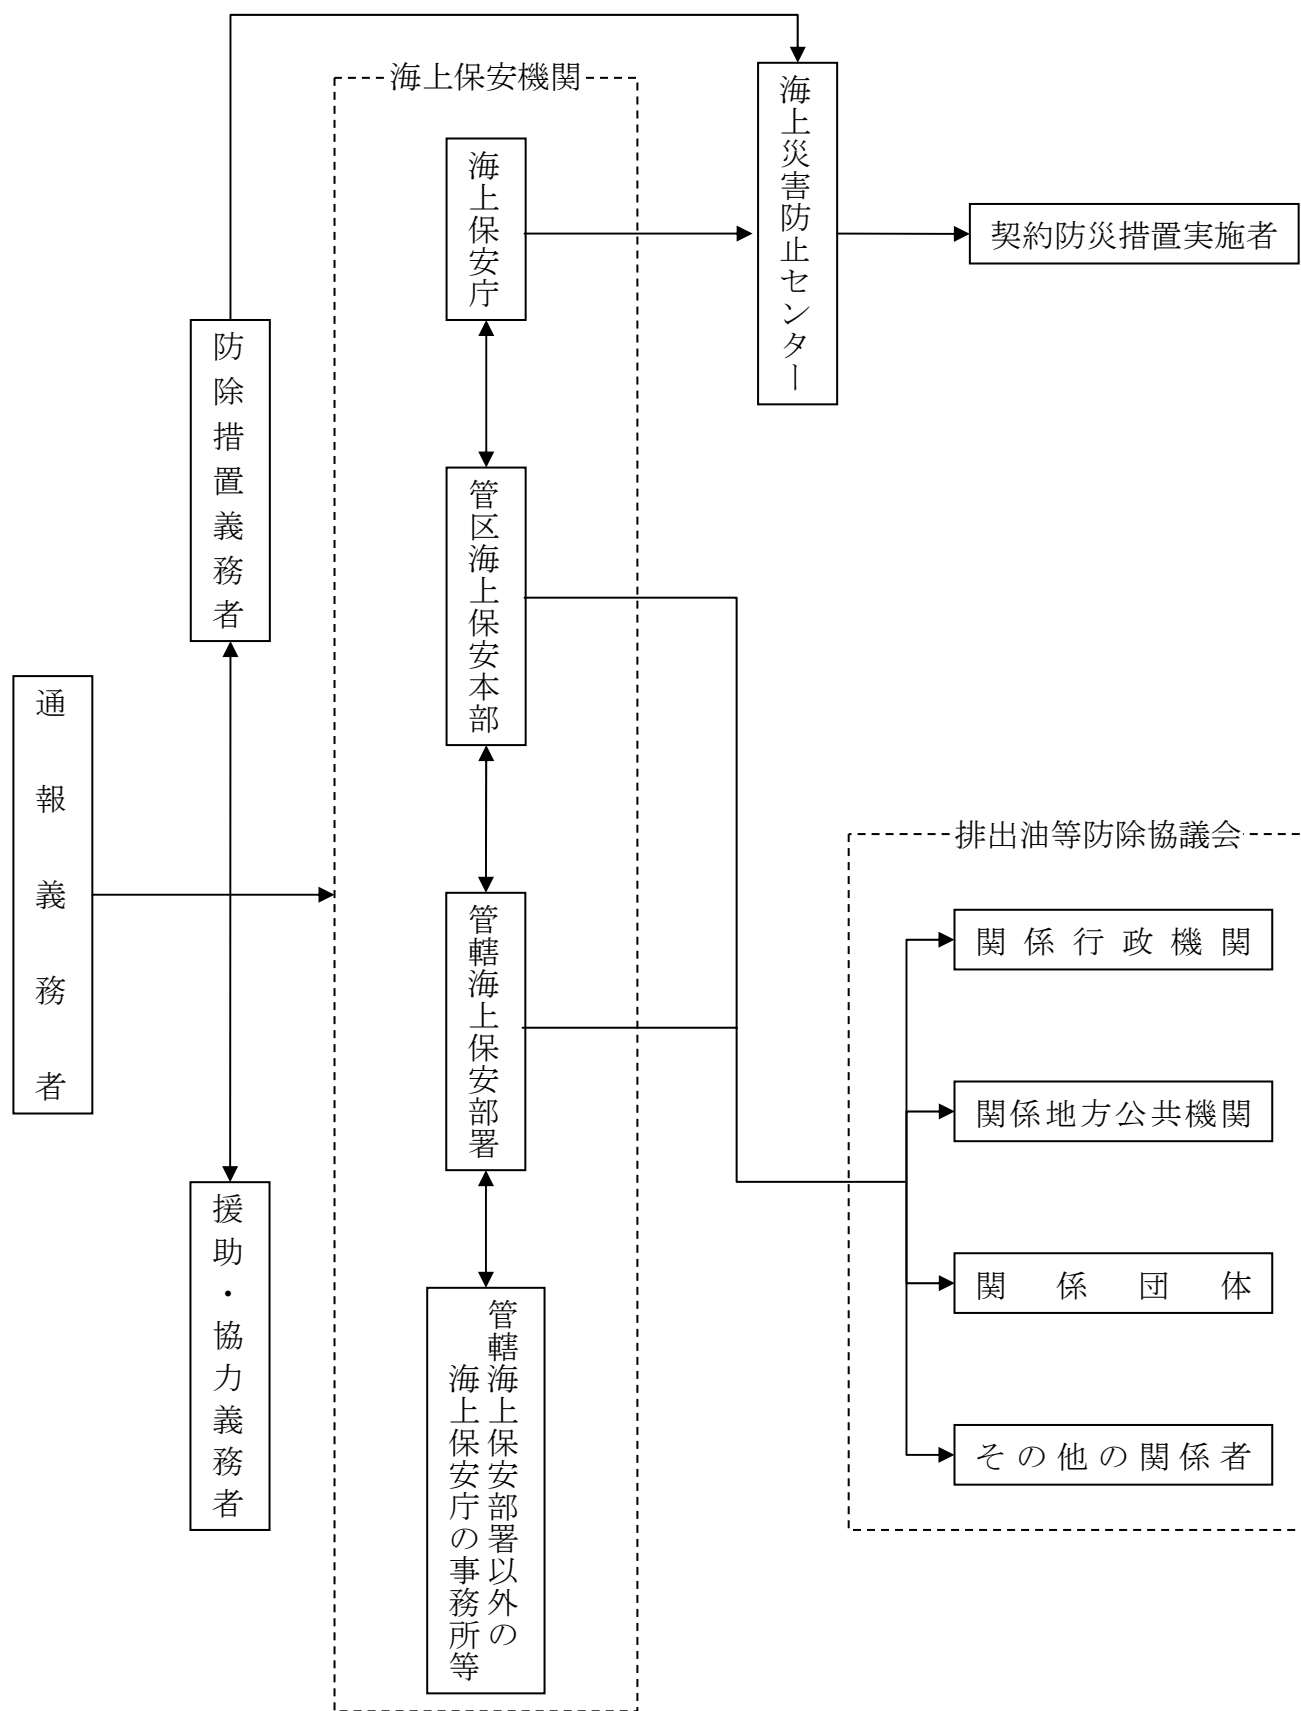 海上保安機関
海上災害防止センター
海上保安庁
契約防災措置実施者
防除措置義務者
管区海上保安本部
通報義務者
排出油等防除協議会
管轄海上保安部署
関係行政機関
関係地方公共機関
援助・協力義務者
関係団体
管轄海上保安部署以外の
海上保安庁の事務所等
その他の関係者